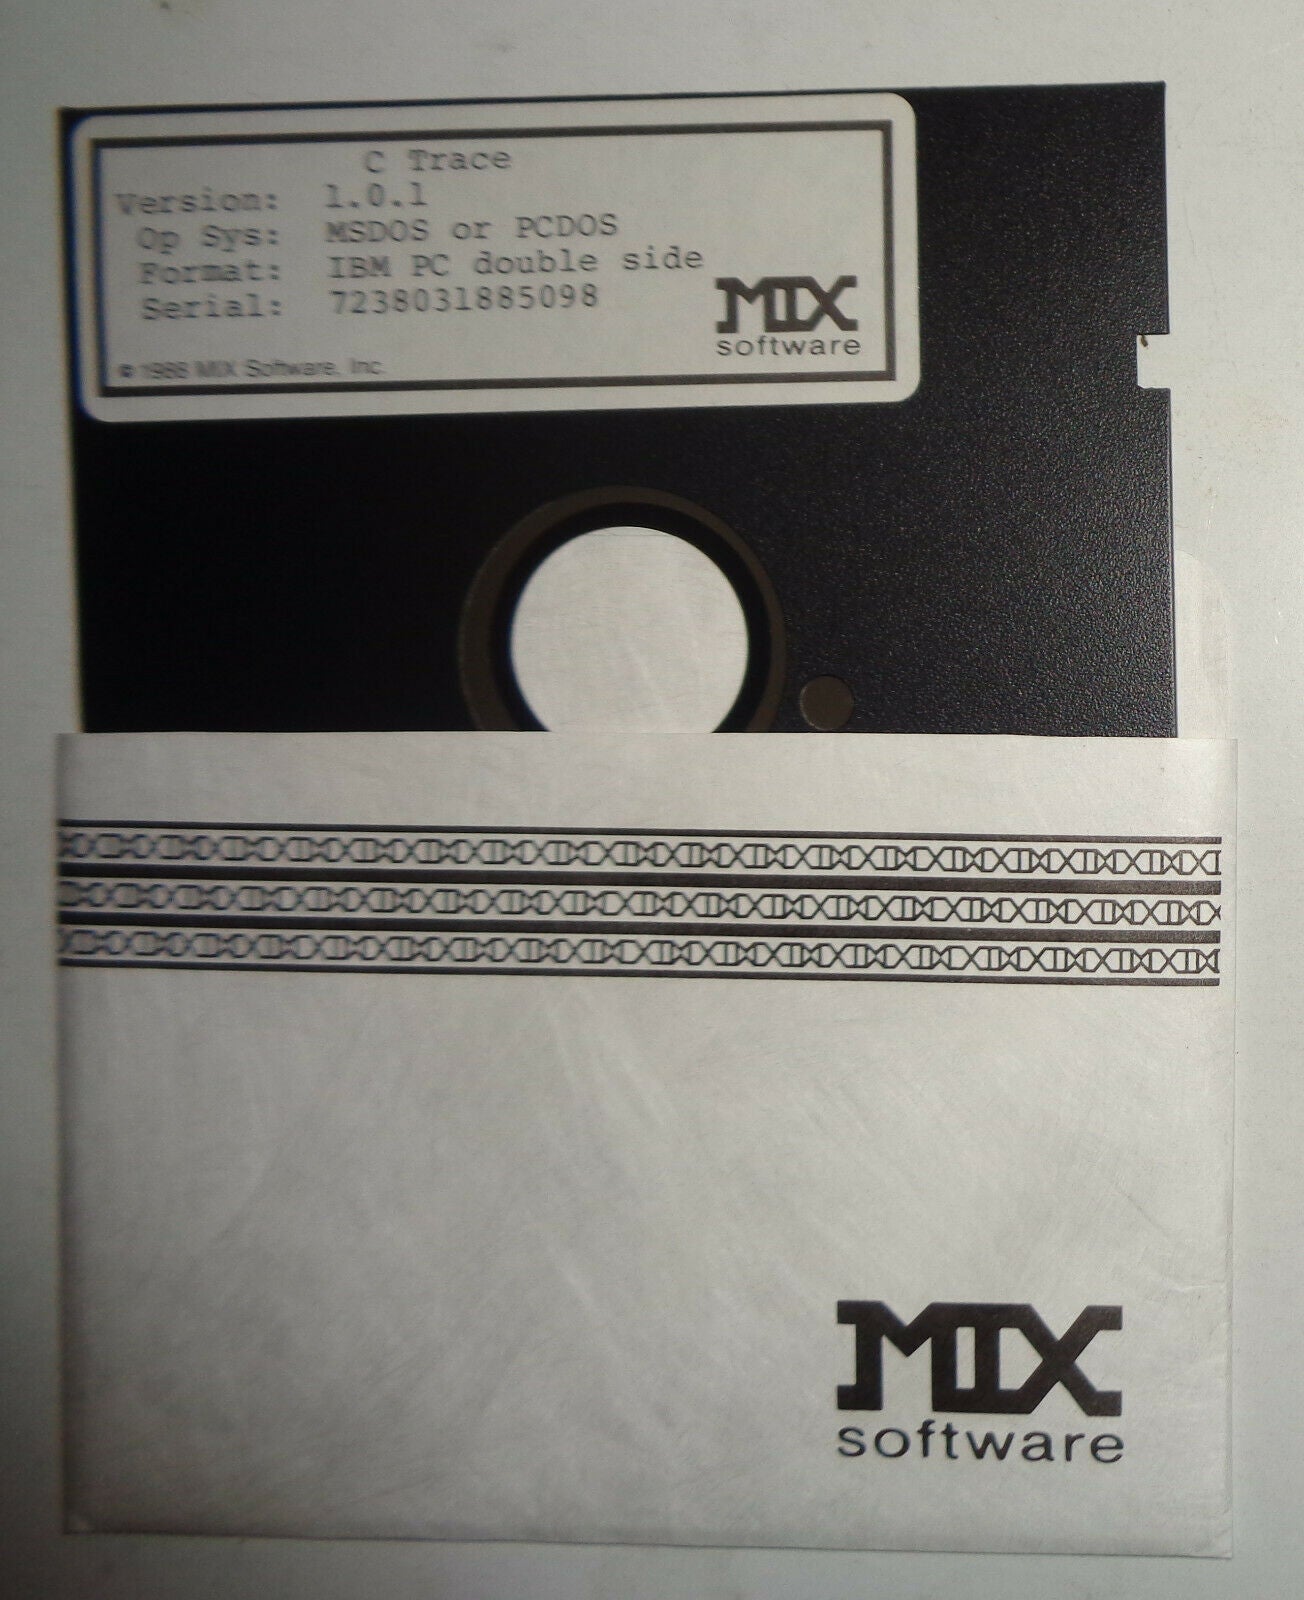 C Trace
Version: 1.0.1
Op Sys: MSDOS or PCDOS
Format: IBM PC double side
Serial: 7238031885098
MIX
software
© 1988 MIX Software, Inc.
MIX
software